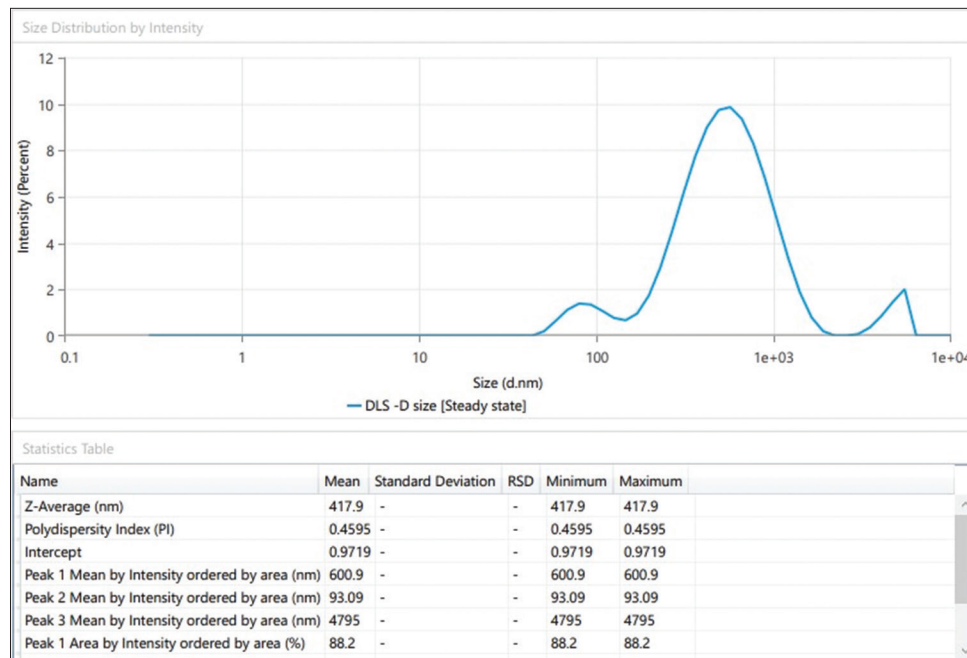 Size Distribution by Intensity
12
10
8
6
4
2
0
Intensity (Percent)
0.1 1 10 100 1e+03 1e+04
Size (d.nm)
DLS -D size [Steady state]
Statistics Table
Name Mean Standard Deviation RSD Minimum Maximum
Z-Average (nm) 417.9 - - 417.9 417.9
Polydispersity Index (PI) 0.4595 - - 0.4595 0.4595
Intercept 0.9719 - - 0.9719 0.9719
Peak 1 Mean by Intensity ordered by area (nm) 600.9 - - 600.9 600.9
Peak 2 Mean by Intensity ordered by area (nm) 93.09 - - 93.09 93.09
Peak 3 Mean by Intensity ordered by area (nm) 4795 - - 4795 4795
Peak 1 Area by Intensity ordered by area (%) 88.2 - - 88.2 88.2